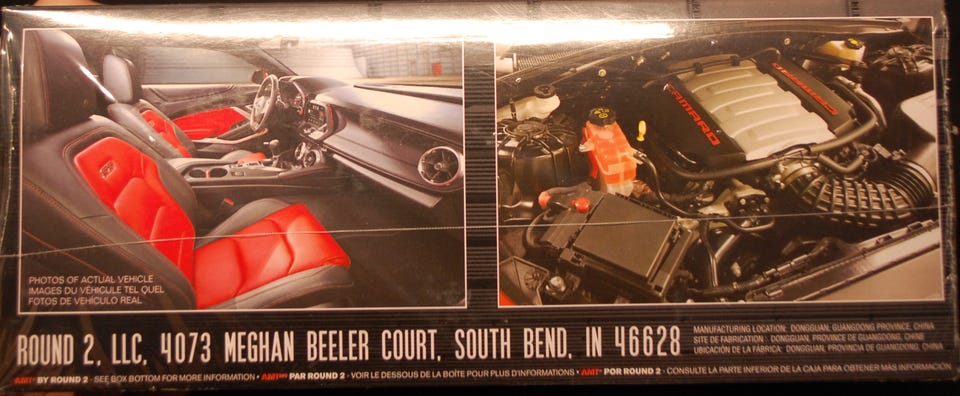 CAMARO
PHOTOS OF ACTUAL VEHICLE
IMAGES DU VÉHICULE TEL QUEL
FOTOS DE VEHÍCULO REAL
ROUND 2, LLC, 4073 MEGHAN BEELER COURT, SOUTH BEND, IN 46628
MANUFACTURING LOCATION: DONGGUAN, GUANGDONG PROVINCE, CHINA
SITE DE FABRICATION: DONGGUAN, PROVINCE DE GUANGDONG, CHINE
UBICACIÓN DE LA FÁBRICA: DONGGUAN, PROVINCIA DE GUANGDONG, CHINA
AMT BY ROUND 2 - SEE BOX BOTTOM FOR MORE INFORMATION • AMT PAR ROUND 2 - VOIR LE DESSOUS DE LA BOÎTE POUR PLUS D'INFORMATIONS • AMT POR ROUND 2 - CONSULTE LA PARTE INFERIOR DE LA CAJA PARA OBTENER MÁS INFORMACIÓN